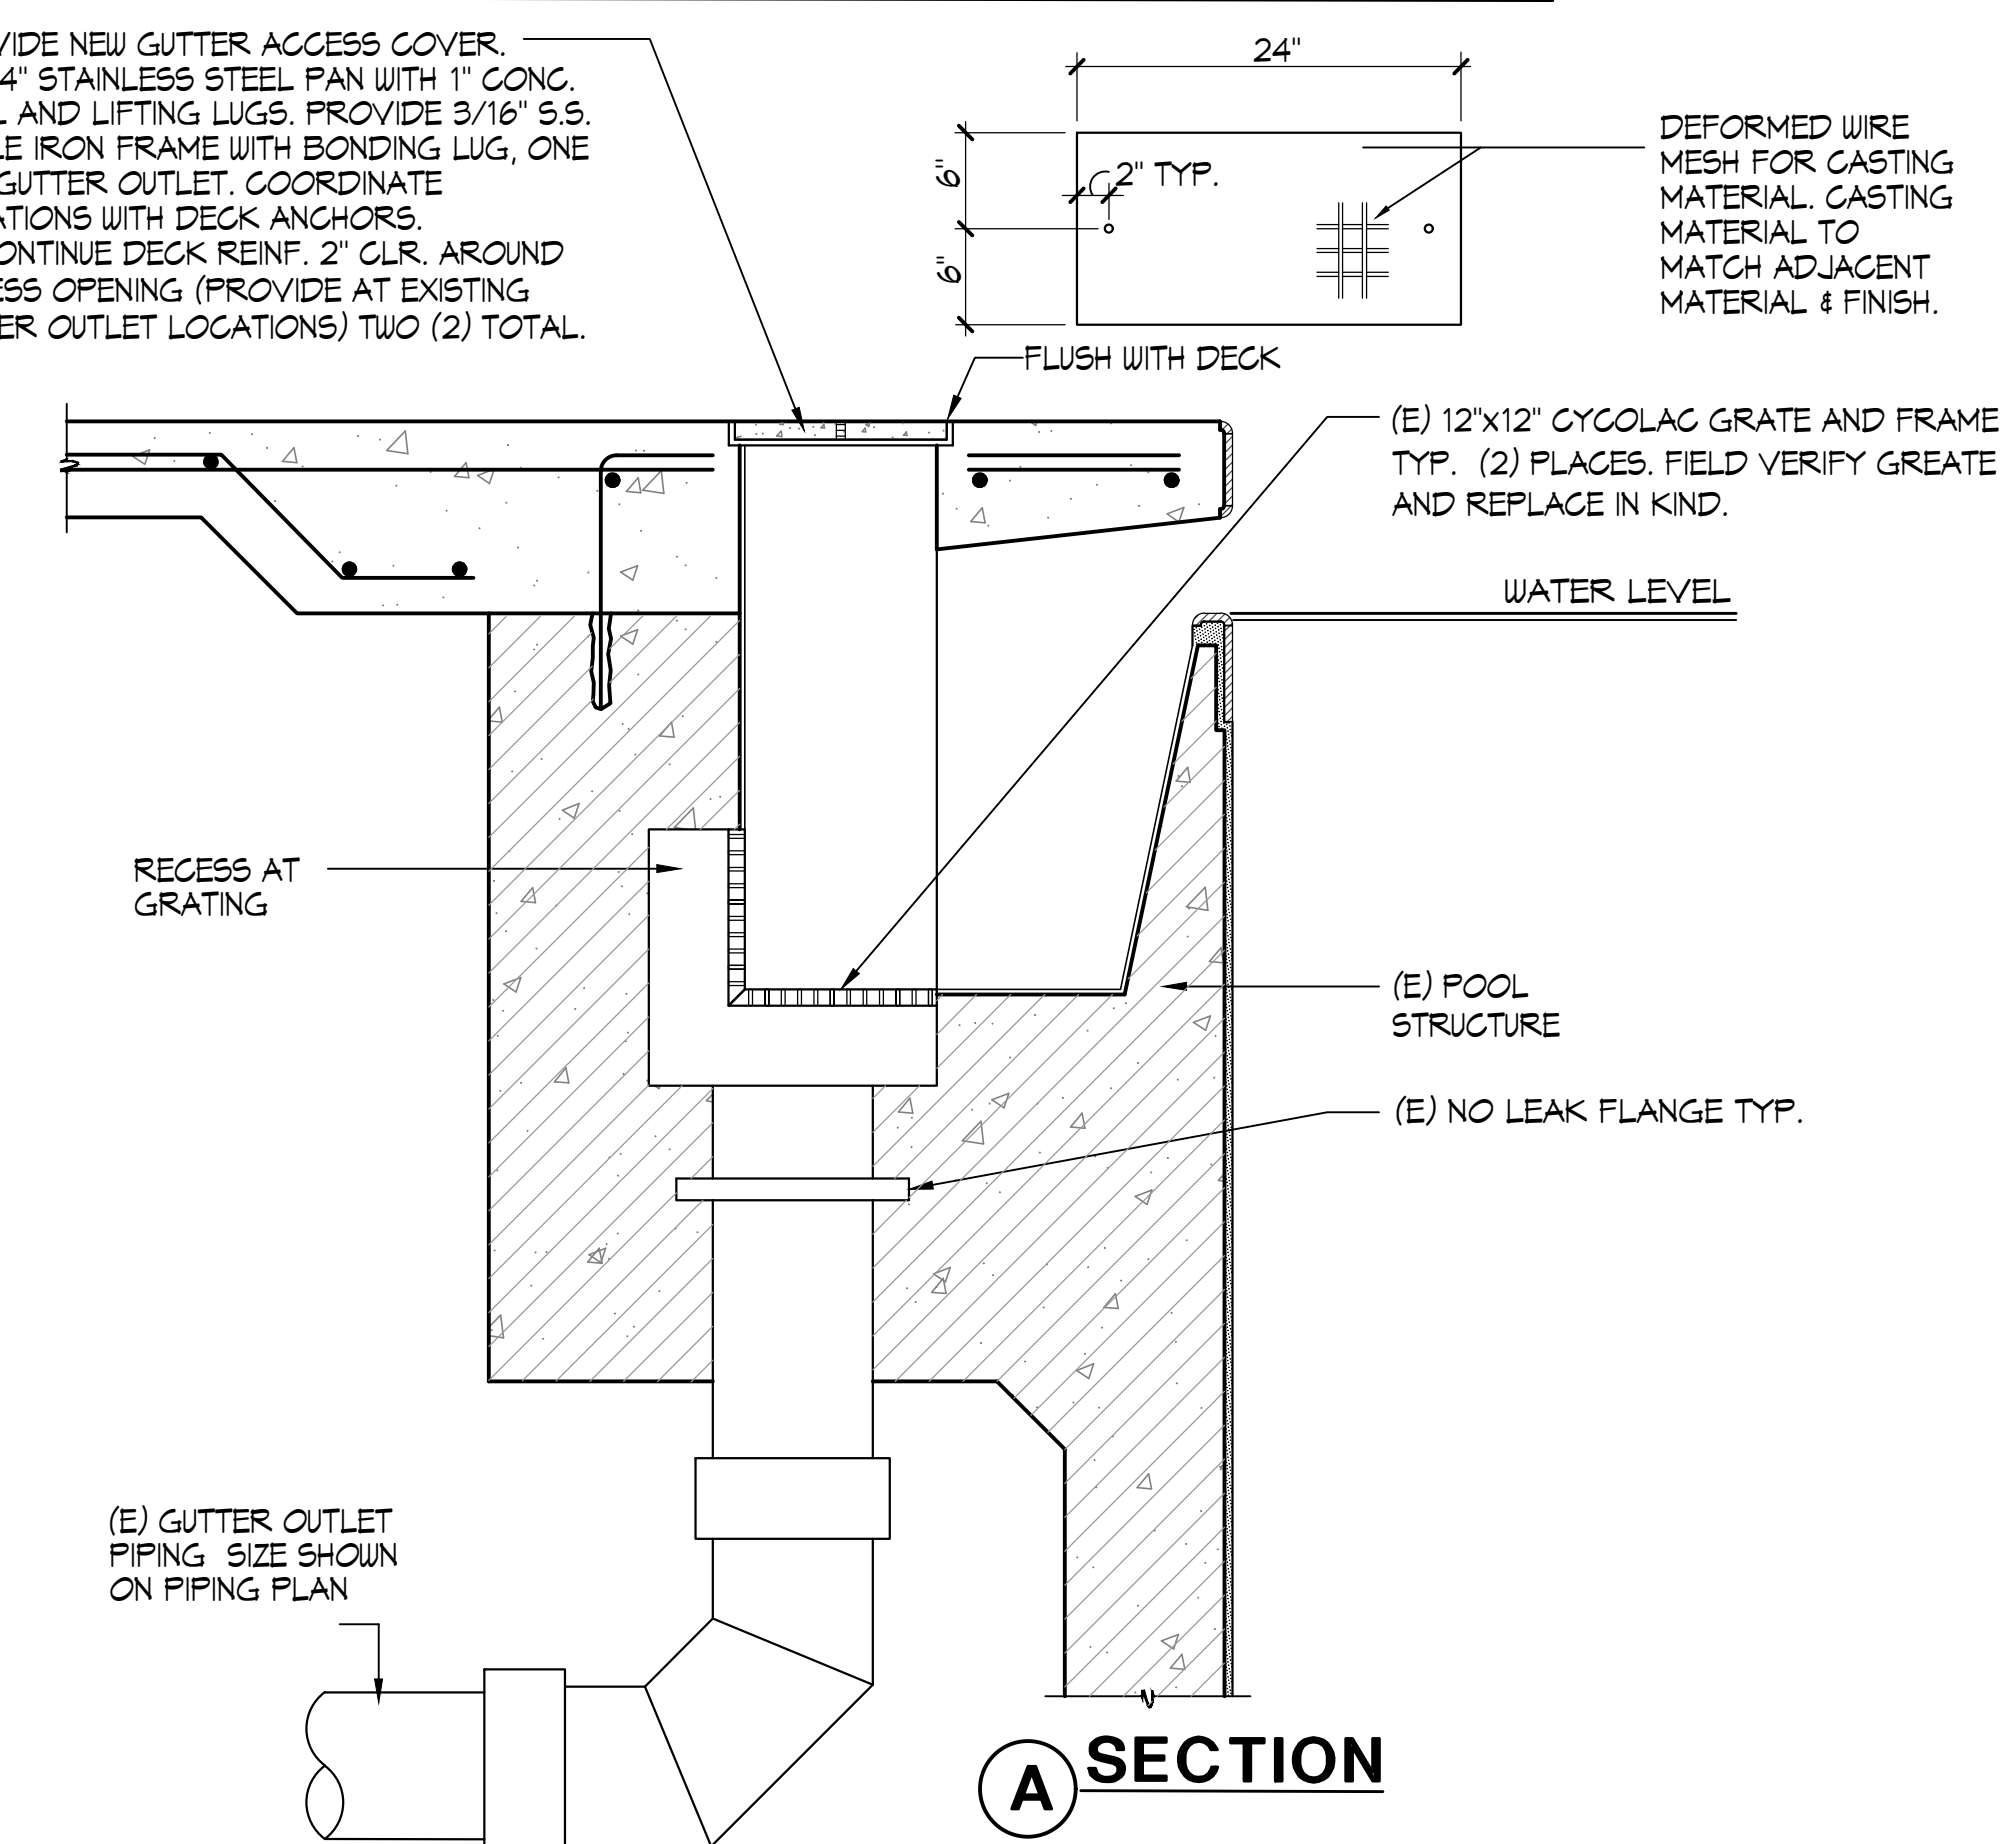 VIDE NEW GUTTER ACCESS COVER.
4" STAINLESS STEEL PAN WITH 1" CONC.
AND LIFTING LUGS. PROVIDE 3/16" S.S.
LE IRON FRAME WITH BONDING LUG, ONE
GUTTER OUTLET. COORDINATE
ATIONS WITH DECK ANCHORS.
ONTINUE DECK REINF. 2" CLR. AROUND
ESS OPENING (PROVIDE AT EXISTING
ER OUTLET LOCATIONS) TWO (2) TOTAL.
24"
6"
2" TYP.
6"
DEFORMED WIRE
MESH FOR CASTING
MATERIAL. CASTING
MATERIAL TO
MATCH ADJACENT
MATERIAL & FINISH.
FLUSH WITH DECK
(E) 12"x12" CYCOLAC GRATE AND FRAME
TYP. (2) PLACES. FIELD VERIFY GREATE
AND REPLACE IN KIND.
WATER LEVEL
RECESS AT
GRATING
(E) POOL
STRUCTURE
(E) NO LEAK FLANGE TYP.
(E) GUTTER OUTLET
PIPING SIZE SHOWN
ON PIPING PLAN
A SECTION